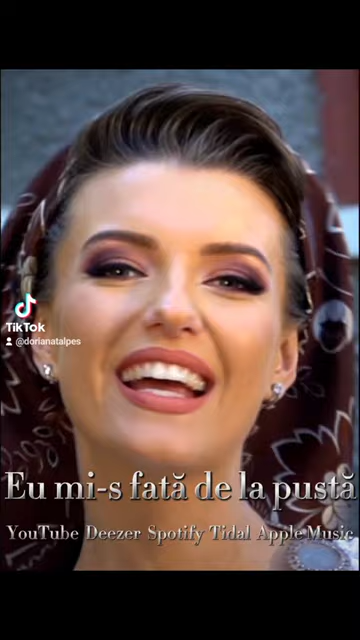 TikTok
@dorianatalpes
Eu mi-s fată de la pustă
YouTube Deezer Spotify Tidal Apple Music